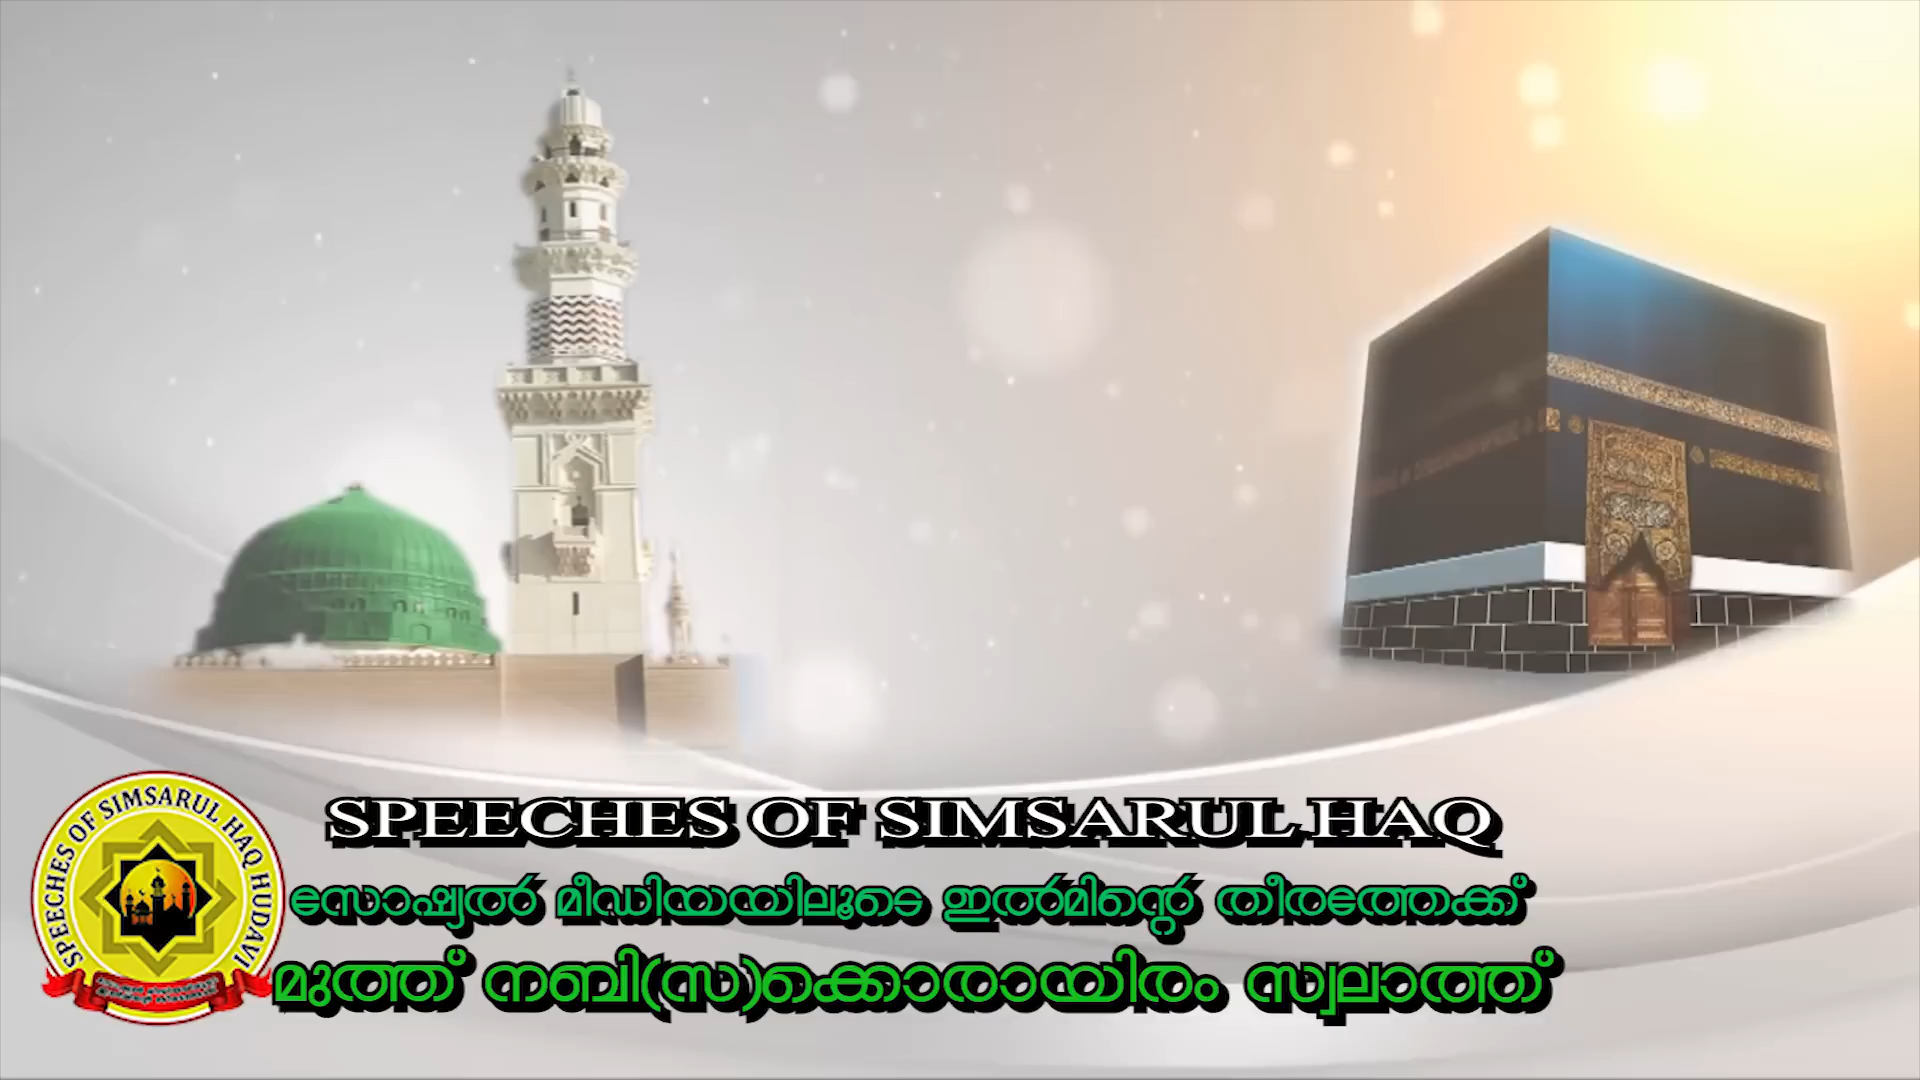 SPEECHES OF SIMSARUL HAQ HUDAVI
SPEECHES OF SIMSARUL HAQ
സോഷ്യൽ മീഡിയയിലൂടെ ഇൽമിന്റെ തീരത്തേക്ക്
മുത്ത് നബി(സ)ക്കൊരായിരം സ്വലാത്ത്